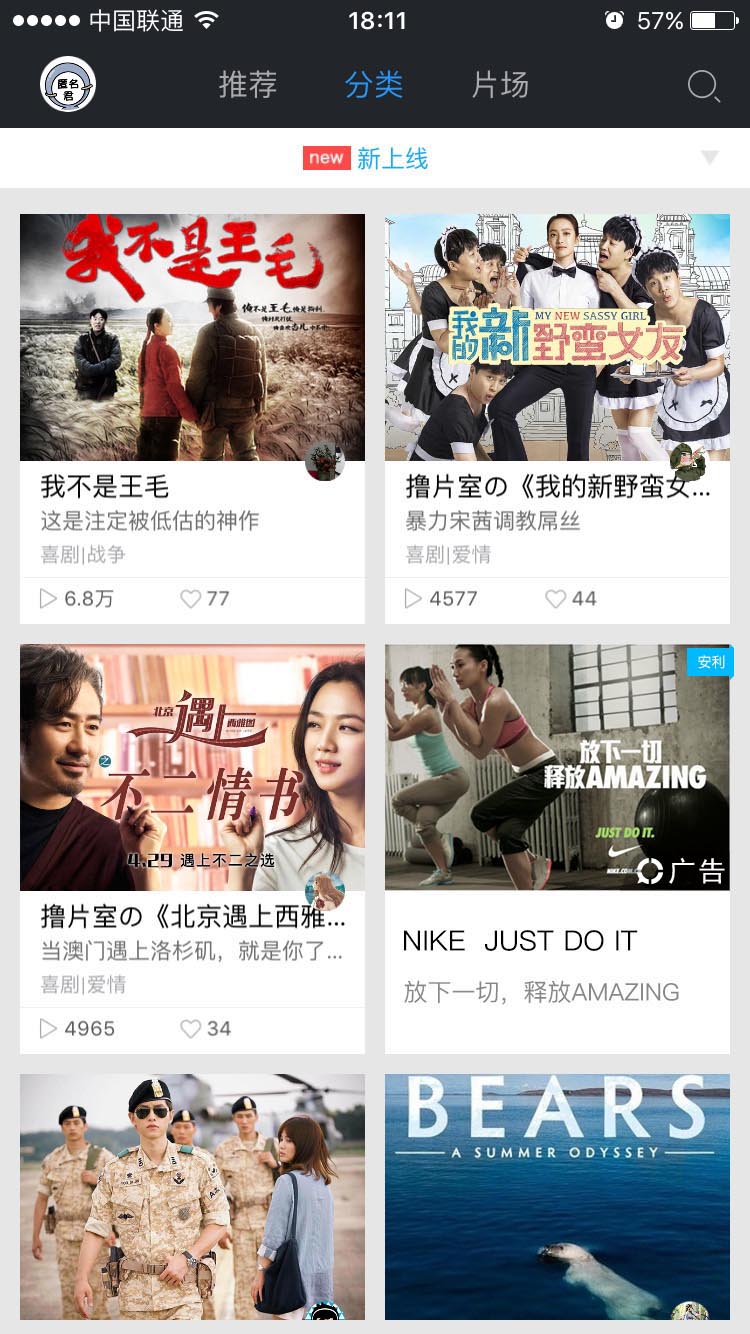 中国联通
18:11
57%
匿名君
推荐
分类
片场
new 新上线
我不是王毛
我不是王毛
这是注定被低估的神作
喜剧|战争
6.8万
77
MY NEW SASSY GIRL
我的新野蛮女友
撸片室の《我的新野蛮女...
暴力宋茜调教屌丝
喜剧|爱情
4577
44
北京遇上西雅图
之
不二情书
4.29 遇上不二之选
撸片室の《北京遇上西雅...
当澳门遇上洛杉矶，就是你了...
喜剧|爱情
4965
34
安利
放下一切
释放AMAZING
JUST DO IT.
广告
NIKE JUST DO IT
放下一切，释放AMAZING
BEARS
A SUMMER ODYSSEY